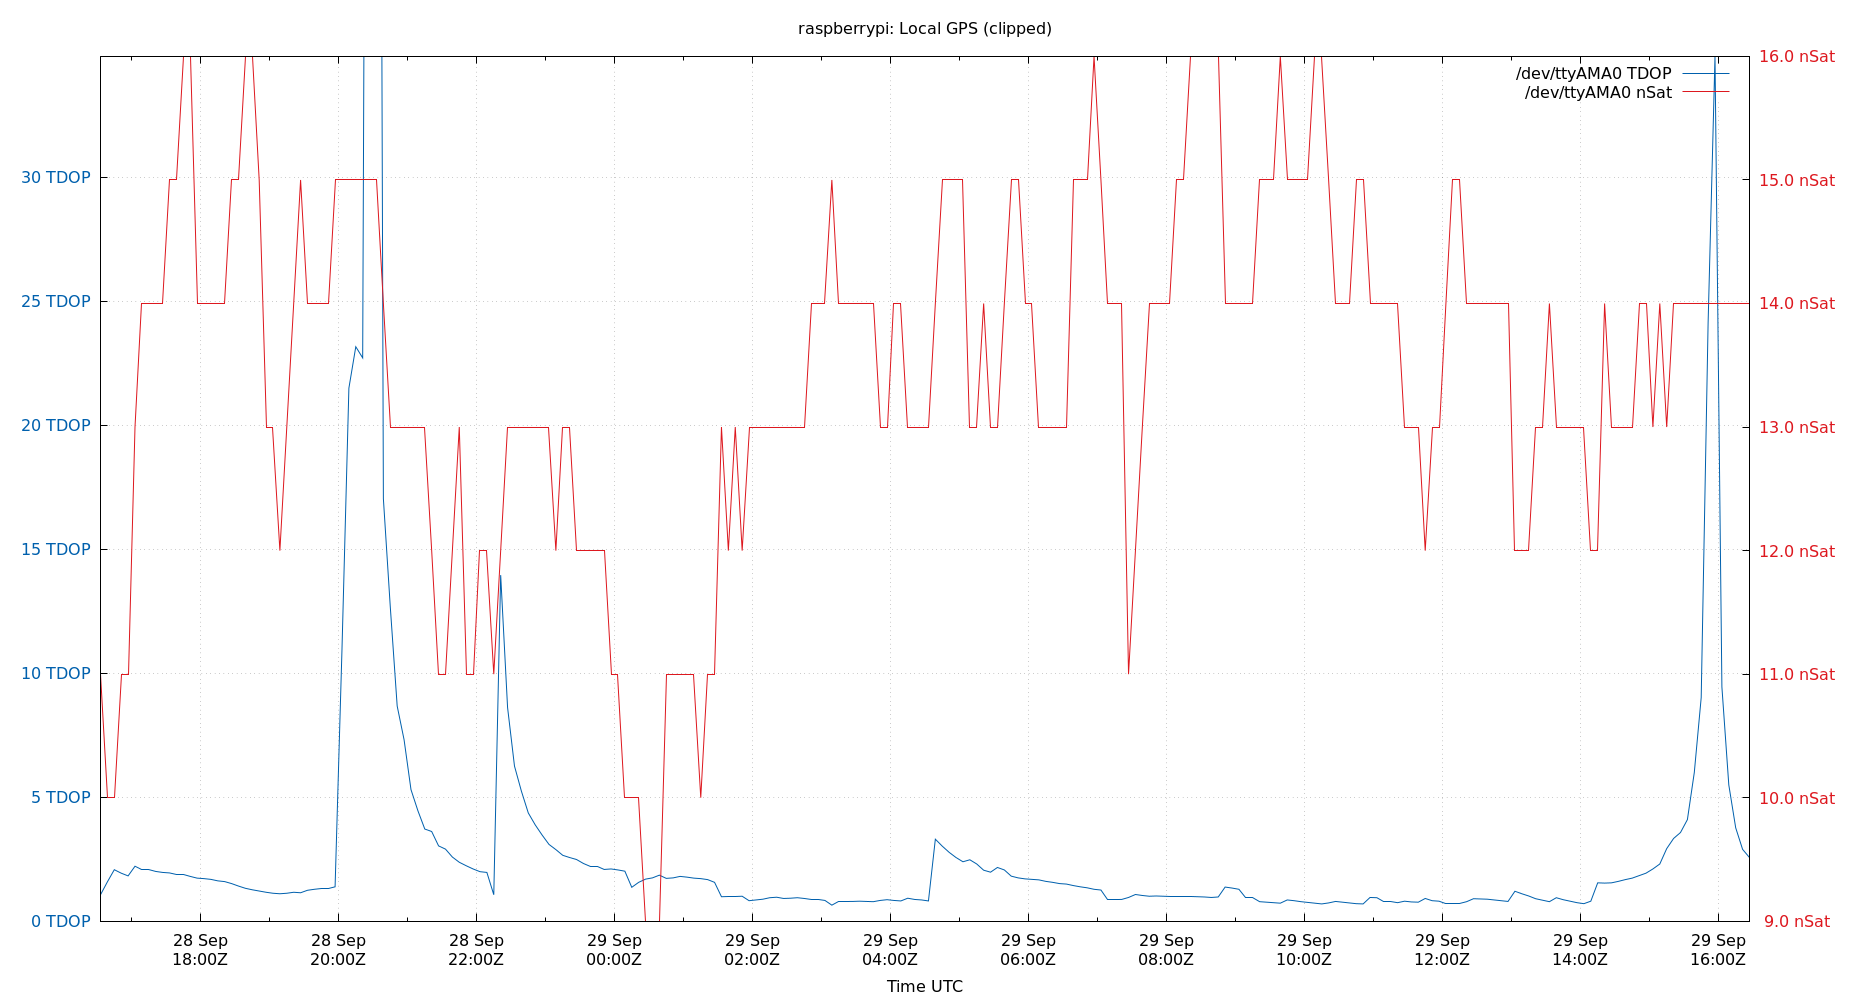 raspberrypi: Local GPS (clipped)
/dev/ttyAMA0 TDOP
/dev/ttyAMA0 nSat
30 TDOP
25 TDOP
20 TDOP
15 TDOP
10 TDOP
5 TDOP
0 TDOP
16.0 nSat
15.0 nSat
14.0 nSat
13.0 nSat
12.0 nSat
11.0 nSat
10.0 nSat
9.0 nSat
28 Sep
18:00Z
28 Sep
20:00Z
28 Sep
22:00Z
29 Sep
00:00Z
29 Sep
02:00Z
29 Sep
04:00Z
29 Sep
06:00Z
29 Sep
08:00Z
29 Sep
10:00Z
29 Sep
12:00Z
29 Sep
14:00Z
29 Sep
16:00Z
Time UTC